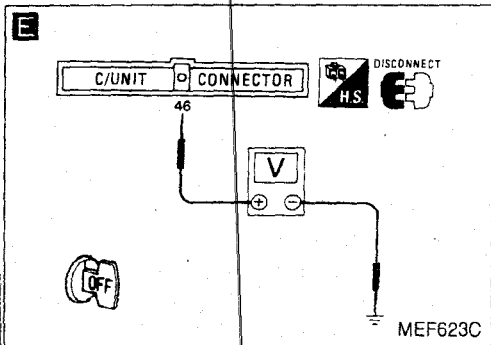 E
C/UNIT CONNECTOR
46
H.S.
DISCONNECT
V
+ −
OFF
MEF623C